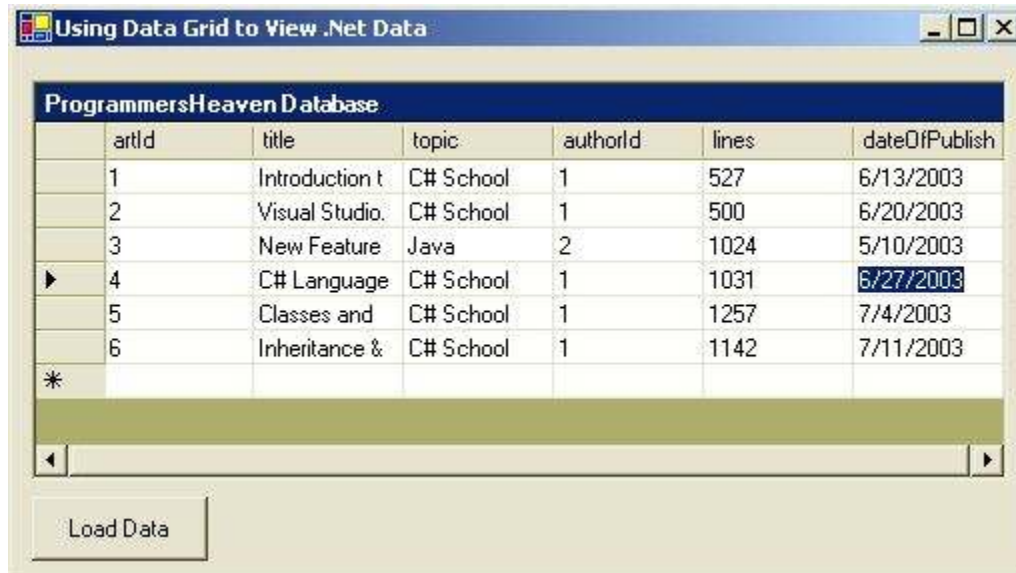 Using Data Grid to View .Net Data
ProgrammersHeaven Database
artId title topic authorId lines dateOfPublish
1 Introduction t C# School 1 527 6/13/2003
2 Visual Studio. C# School 1 500 6/20/2003
3 New Feature Java 2 1024 5/10/2003
4 C# Language C# School 1 1031 6/27/2003
5 Classes and C# School 1 1257 7/4/2003
6 Inheritance & C# School 1 1142 7/11/2003
Load Data